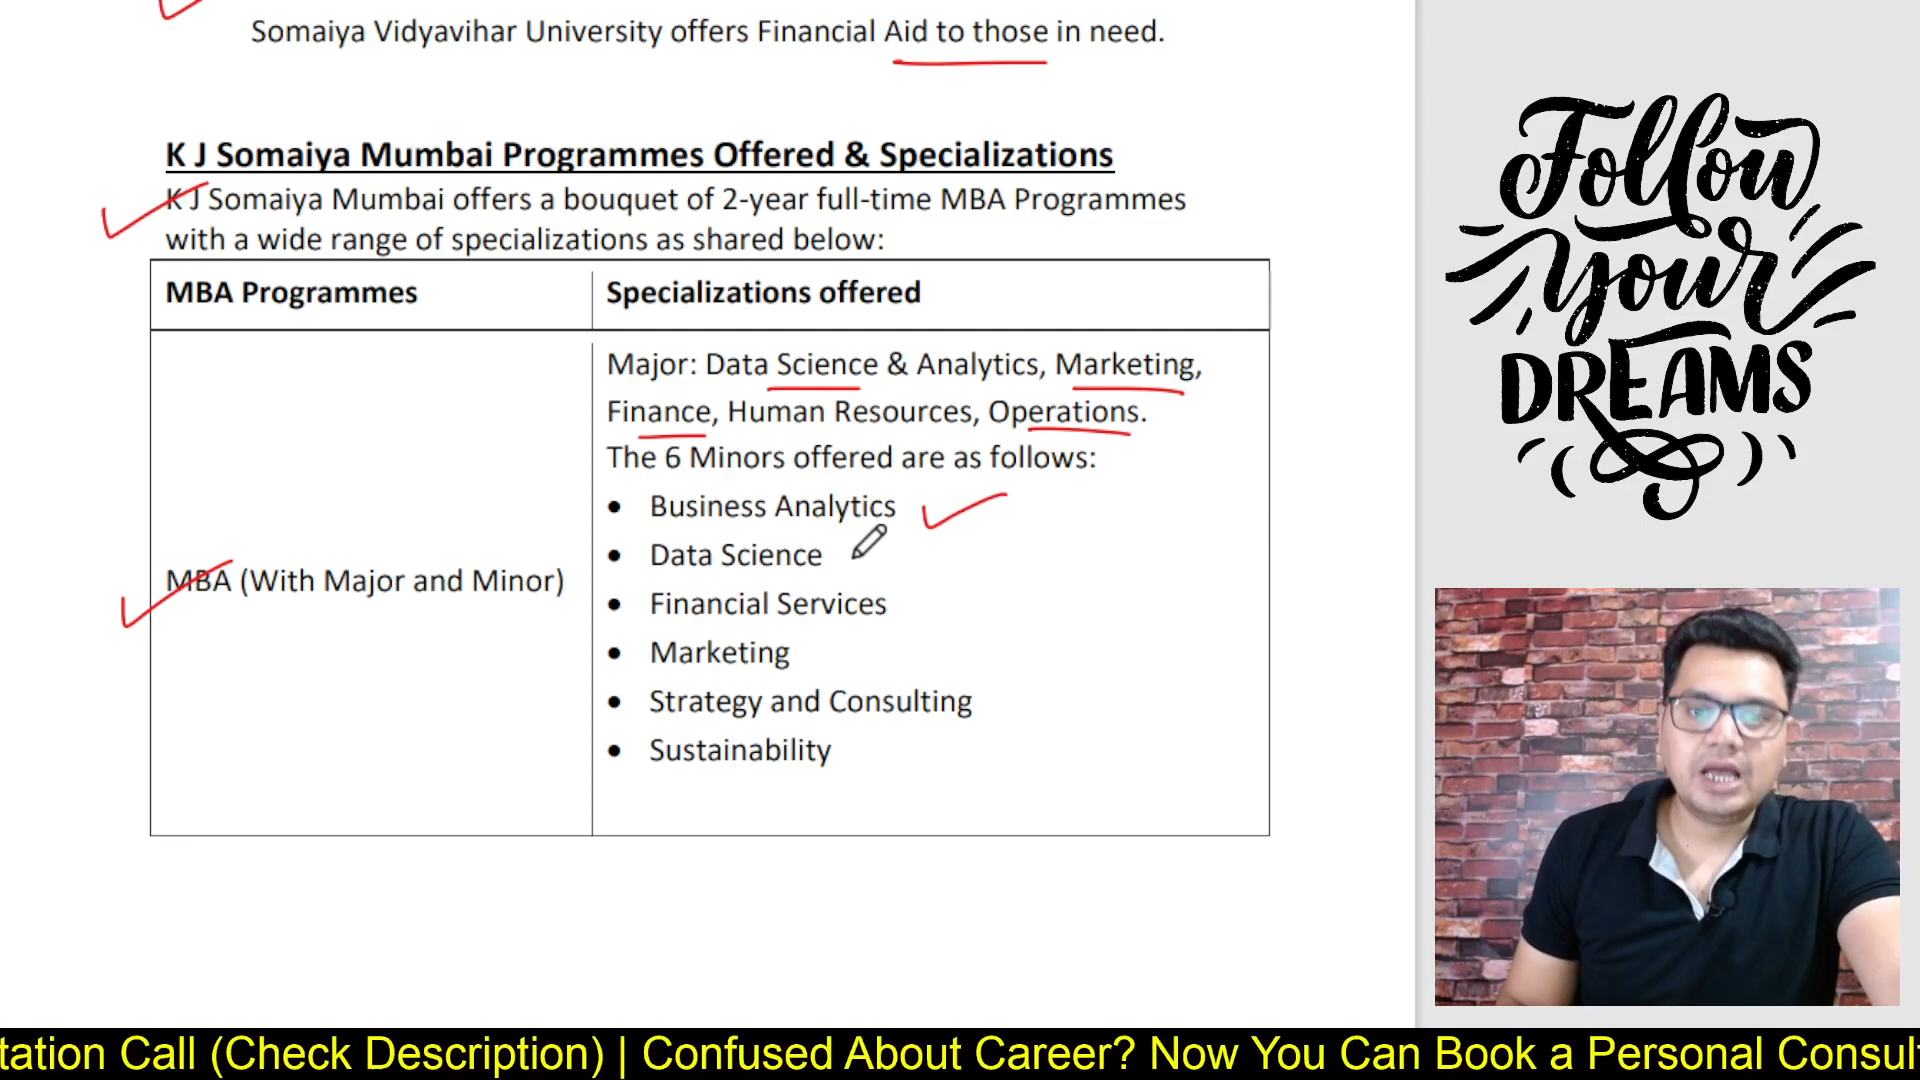 Somaiya Vidyavihar University offers Financial Aid to those in need.
K J Somaiya Mumbai Programmes Offered & Specializations
K J Somaiya Mumbai offers a bouquet of 2-year full-time MBA Programmes
with a wide range of specializations as shared below:
MBA Programmes
Specializations offered
MBA (With Major and Minor)
Major: Data Science & Analytics, Marketing,
Finance, Human Resources, Operations.
The 6 Minors offered are as follows:
• Business Analytics
• Data Science
• Financial Services
• Marketing
• Strategy and Consulting
• Sustainability
Follow
Your
DREAMS
tation Call (Check Description) | Confused About Career? Now You Can Book a Personal Consul